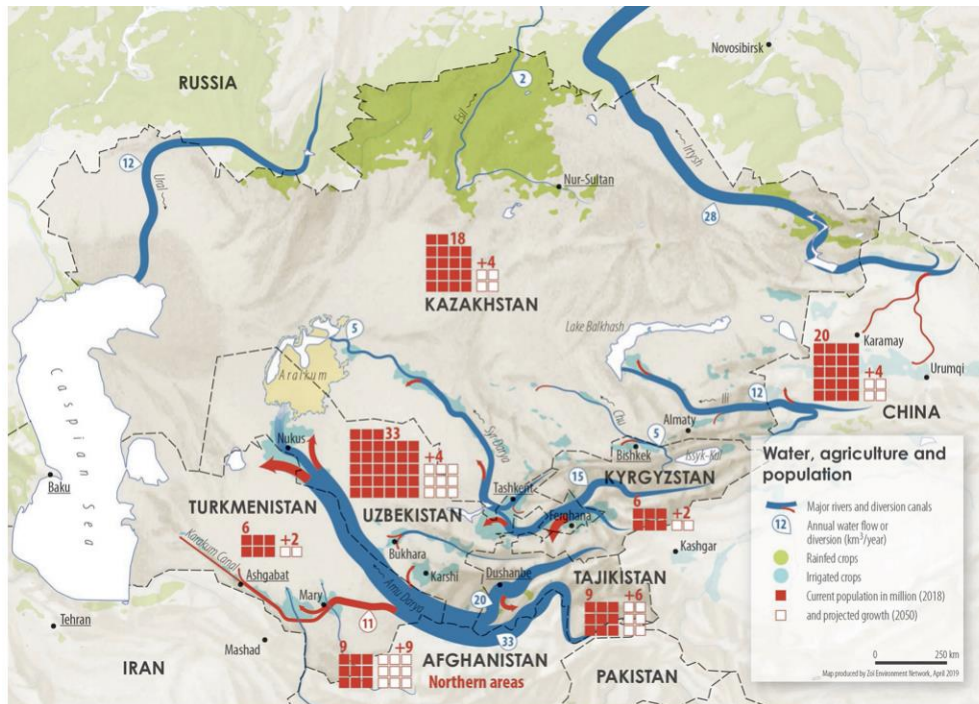 Novosibirsk
RUSSIA
2
Esil
Irtysh
12
Ural
Nur-Sultan
28
18
+4
KAZAKHSTAN
Lake Balkhash
Karamay
20
+4
Urumqi
CHINA
5
Ararkum
Caspian Sea
Ili
12
Almaty
Chu
5
Bishkek
Issyk-Kul
Syr Darya
Nukus
33
+4
Tashkent
15
KYRGYZSTAN
6
+2
Baku
TURKMENISTAN
UZBEKISTAN
Ferghana
Kashgar
6
+2
Bukhara
Karshi
Dushanbe
TAJIKISTAN
Karakum Canal
Ashgabat
Mary
Amu Darya
20
9
+6
Tehran
11
33
Mashad
AFGHANISTAN
Northern areas
9
+9
IRAN
PAKISTAN
Water, agriculture and
population
Major rivers and diversion canals
12
Annual water flow or
diversion (km³/year)
Rainfed crops
Irrigated crops
Current population in million (2018)
and projected growth (2050)
0 250 km
Map produced by Zoï Environment Network, April 2019